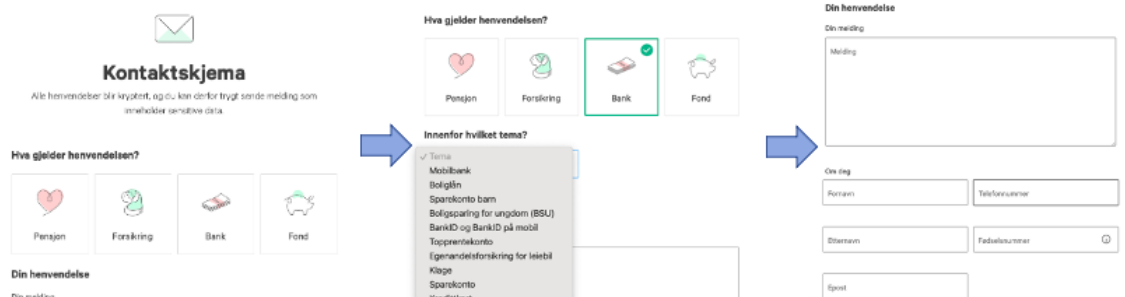 Kontaktskjema
Alle henvendelser blir kryptert, og du kan derfor trygt sende melding som
inneholder sensitive data.
Hva gjelder henvendelsen?
Pensjon
Forsikring
Bank
Fond
Din henvendelse
Din melding
Hva gjelder henvendelsen?
Pensjon
Forsikring
Bank
Fond
Innenfor hvilket tema?
✓ Tema
Mobilbank
Boliglån
Sparekonto barn
Boligsparing for ungdom (BSU)
BankID og BankID på mobil
Topprentekonto
Egenandelsforsikring for leiebil
Klage
Sparekonto
Din henvendelse
Din melding
Melding
Om deg
Fornavn
Telefonnummer
Etternavn
Fødselsnummer
Epost